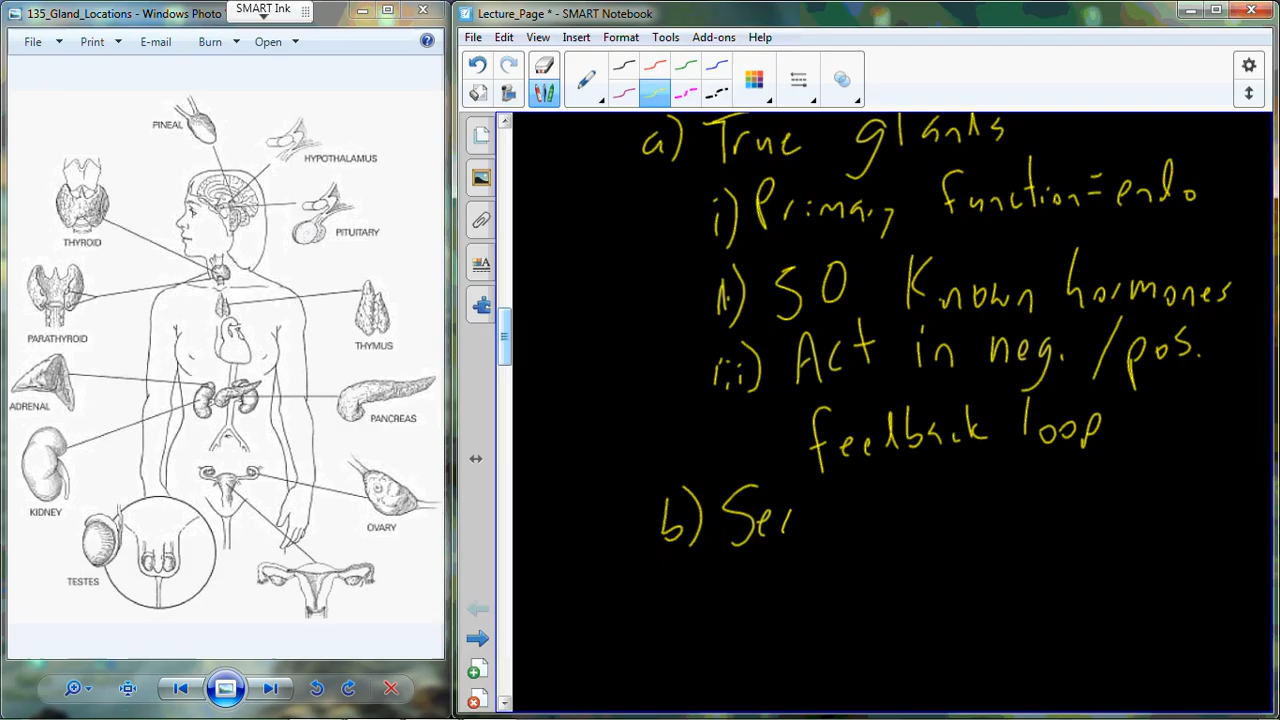 135_Gland_Locations - Windows Photo
SMART Ink
File Print E-mail Burn Open
PINEAL
HYPOTHALAMUS
THYROID
PITUITARY
PARATHYROID
THYMUS
ADRENAL
PANCREAS
KIDNEY
OVARY
TESTES
Lecture_Page * - SMART Notebook
File Edit View Insert Format Tools Add-ons Help
a) True glands
i) Primary function = endo
ii) 50 Known hormones
iii) Act in neg. / pos.
feedback loop
b) Sec